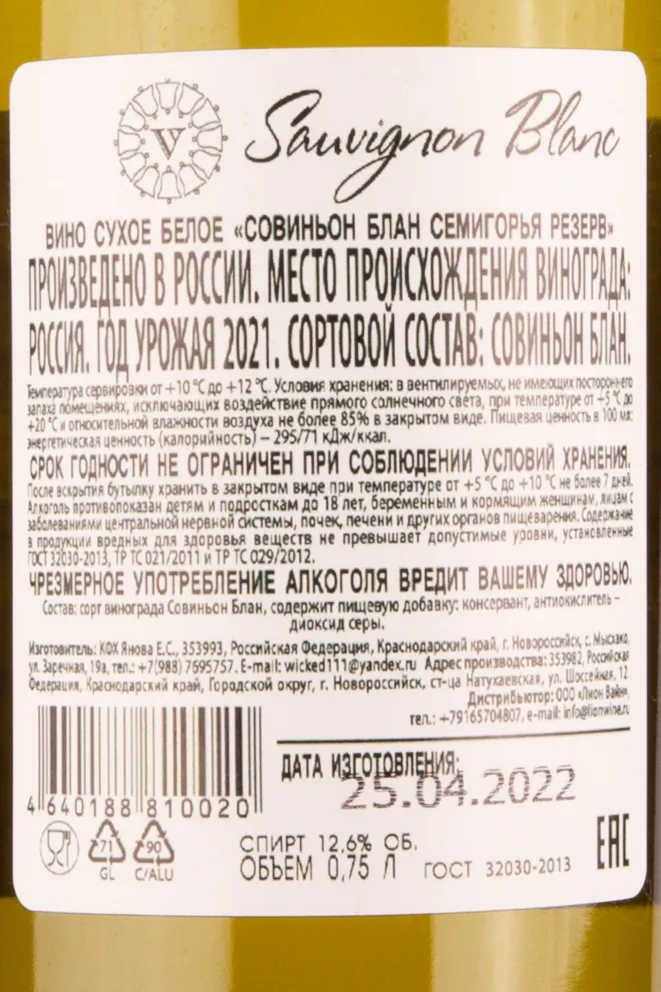 W
Sauvignon Blanc
ВИНО СУХОЕ БЕЛОЕ «СОВИНЬОН БЛАН СЕМИГОРЬЯ РЕЗЕРВ»
ПРОИЗВЕДЕНО В РОССИИ. МЕСТО ПРОИСХОЖДЕНИЯ ВИНОГРАДА:
РОССИЯ. ГОД УРОЖАЯ 2021. СОРТОВОЙ СОСТАВ: СОВИНЬОН БЛАН.
Температура сервировки от +10 °С до +12 °С. Условия хранения: в вентилируемых, не имеющих постороннего
запаха помещениях, исключающих воздействие прямого солнечного света, при температуре от +5 °С до
+20 °С и относительной влажности воздуха не более 85% в закрытом виде. Пищевая ценность в 100 мл:
энергетическая ценность (калорийность) – 295/71 кДж/ккал.
СРОК ГОДНОСТИ НЕ ОГРАНИЧЕН ПРИ СОБЛЮДЕНИИ УСЛОВИЙ ХРАНЕНИЯ.
После вскрытия бутылку хранить в закрытом виде при температуре от +5 °С до +10 °С не более 7 дней.
Алкоголь противопоказан детям и подросткам до 18 лет, беременным и кормящим женщинам, лицам с
заболеваниями центральной нервной системы, почек, печени и других органов пищеварения. Содержание
в продукции вредных для здоровья веществ не превышает допустимые уровни, установленные
ГОСТ 32030-2013, ТР ТС 021/2011 и ТР ТС 029/2012.
ЧРЕЗМЕРНОЕ УПОТРЕБЛЕНИЕ АЛКОГОЛЯ ВРЕДИТ ВАШЕМУ ЗДОРОВЬЮ.
Состав: сорт винограда Совиньон Блан, содержит пищевую добавку: консервант, антиокислитель –
диоксид серы.
Изготовитель: КФХ Янова Е.С., 353993, Российская Федерация, Краснодарский край, г. Новороссийск, с. Мысхако,
ул. Заречная, 19а, тел.: +7(988) 7695757. E-mail: wicked111@yandex.ru Адрес производства: 353982, Российская
Федерация, Краснодарский край, Городской округ, г. Новороссийск, ст-ца Натухаевская, ул. Шоссейная, 12
Дистрибьютор: ООО «Лион Вайн»,
тел.: +79165704807, e-mail: info@lionwine.ru
4 640188 810020
ДАТА ИЗГОТОВЛЕНИЯ:
25.04.2022
71
GL
90
C/ALU
СПИРТ 12,6% ОБ.
ОБЪЕМ 0,75 Л
ГОСТ 32030-2013
ЕАС